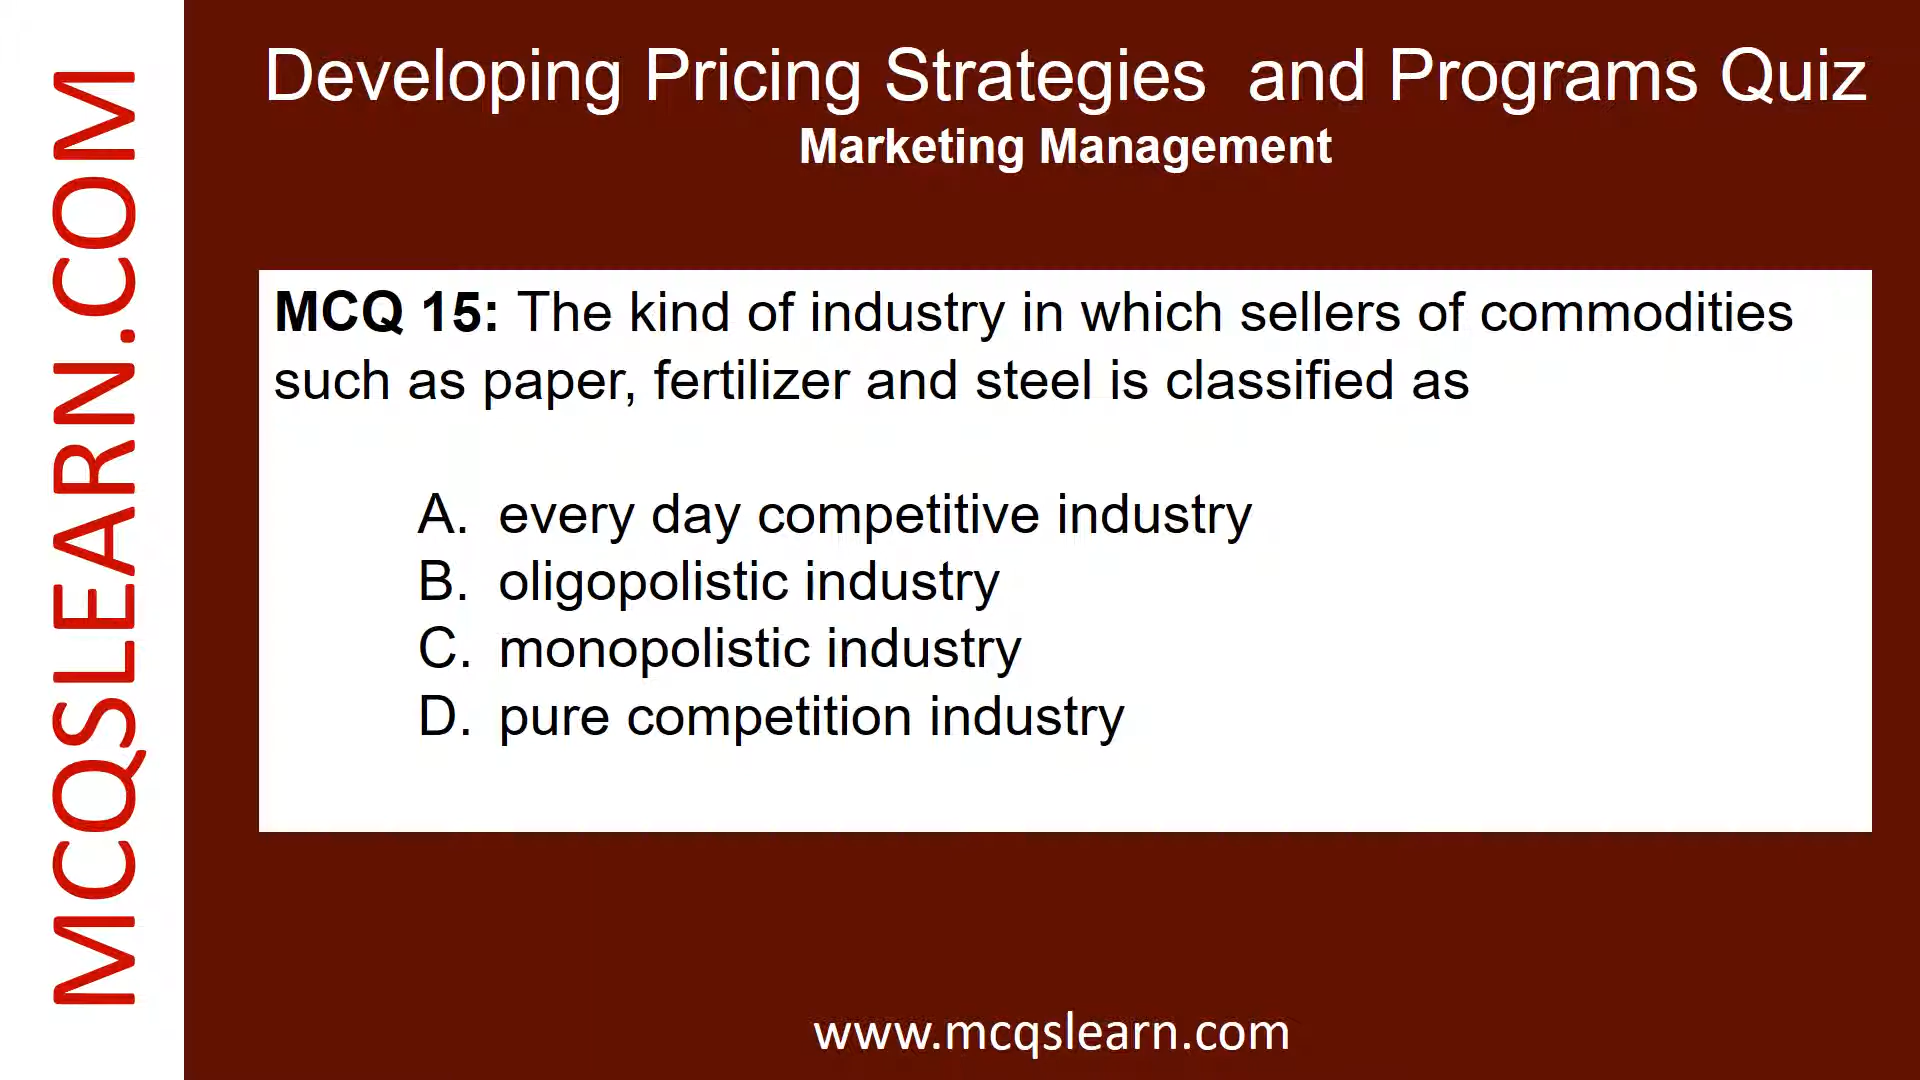 MCQSLEARN.COM
Developing Pricing Strategies  and Programs Quiz
Marketing Management
MCQ 15: The kind of industry in which sellers of commodities
such as paper, fertilizer and steel is classified as
A. every day competitive industry
B. oligopolistic industry
C. monopolistic industry
D. pure competition industry
www.mcqslearn.com